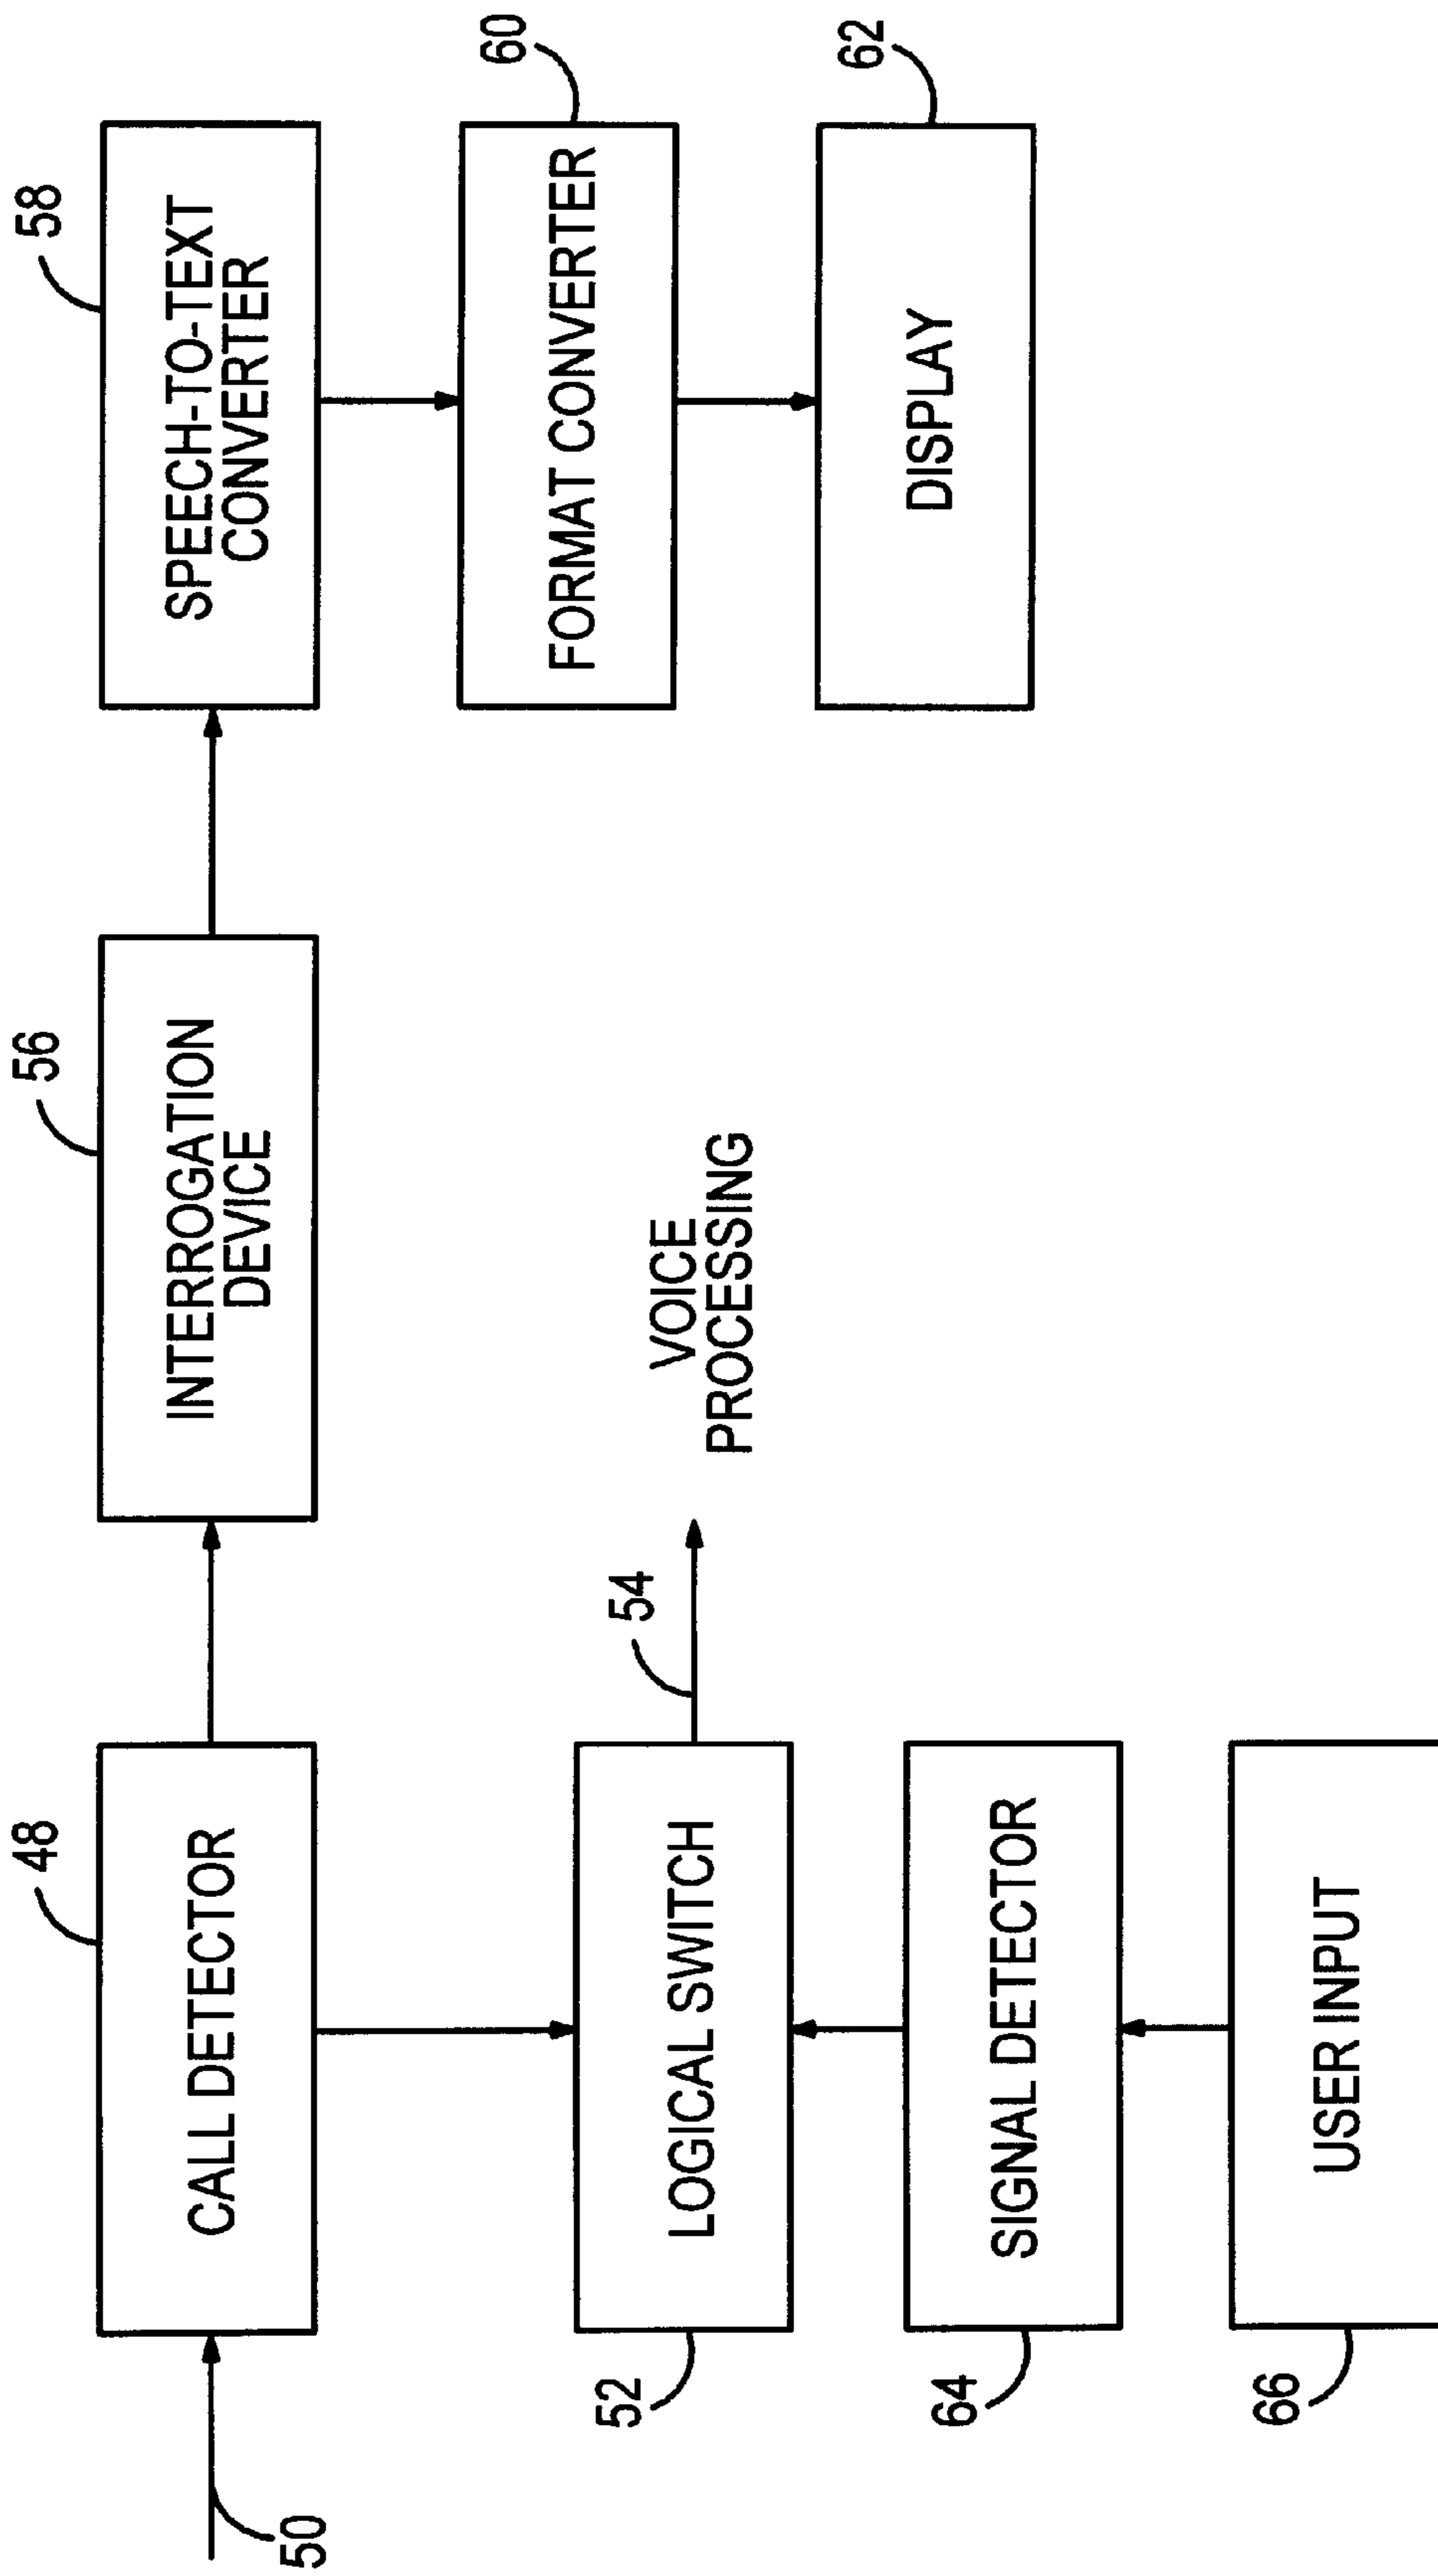 48
56
58
CALL DETECTOR
INTERROGATION
DEVICE
SPEECH-TO-TEXT
CONVERTER
50
60
FORMAT CONVERTER
54
VOICE
PROCESSING
LOGICAL SWITCH
52
62
DISPLAY
SIGNAL DETECTOR
64
USER INPUT
66